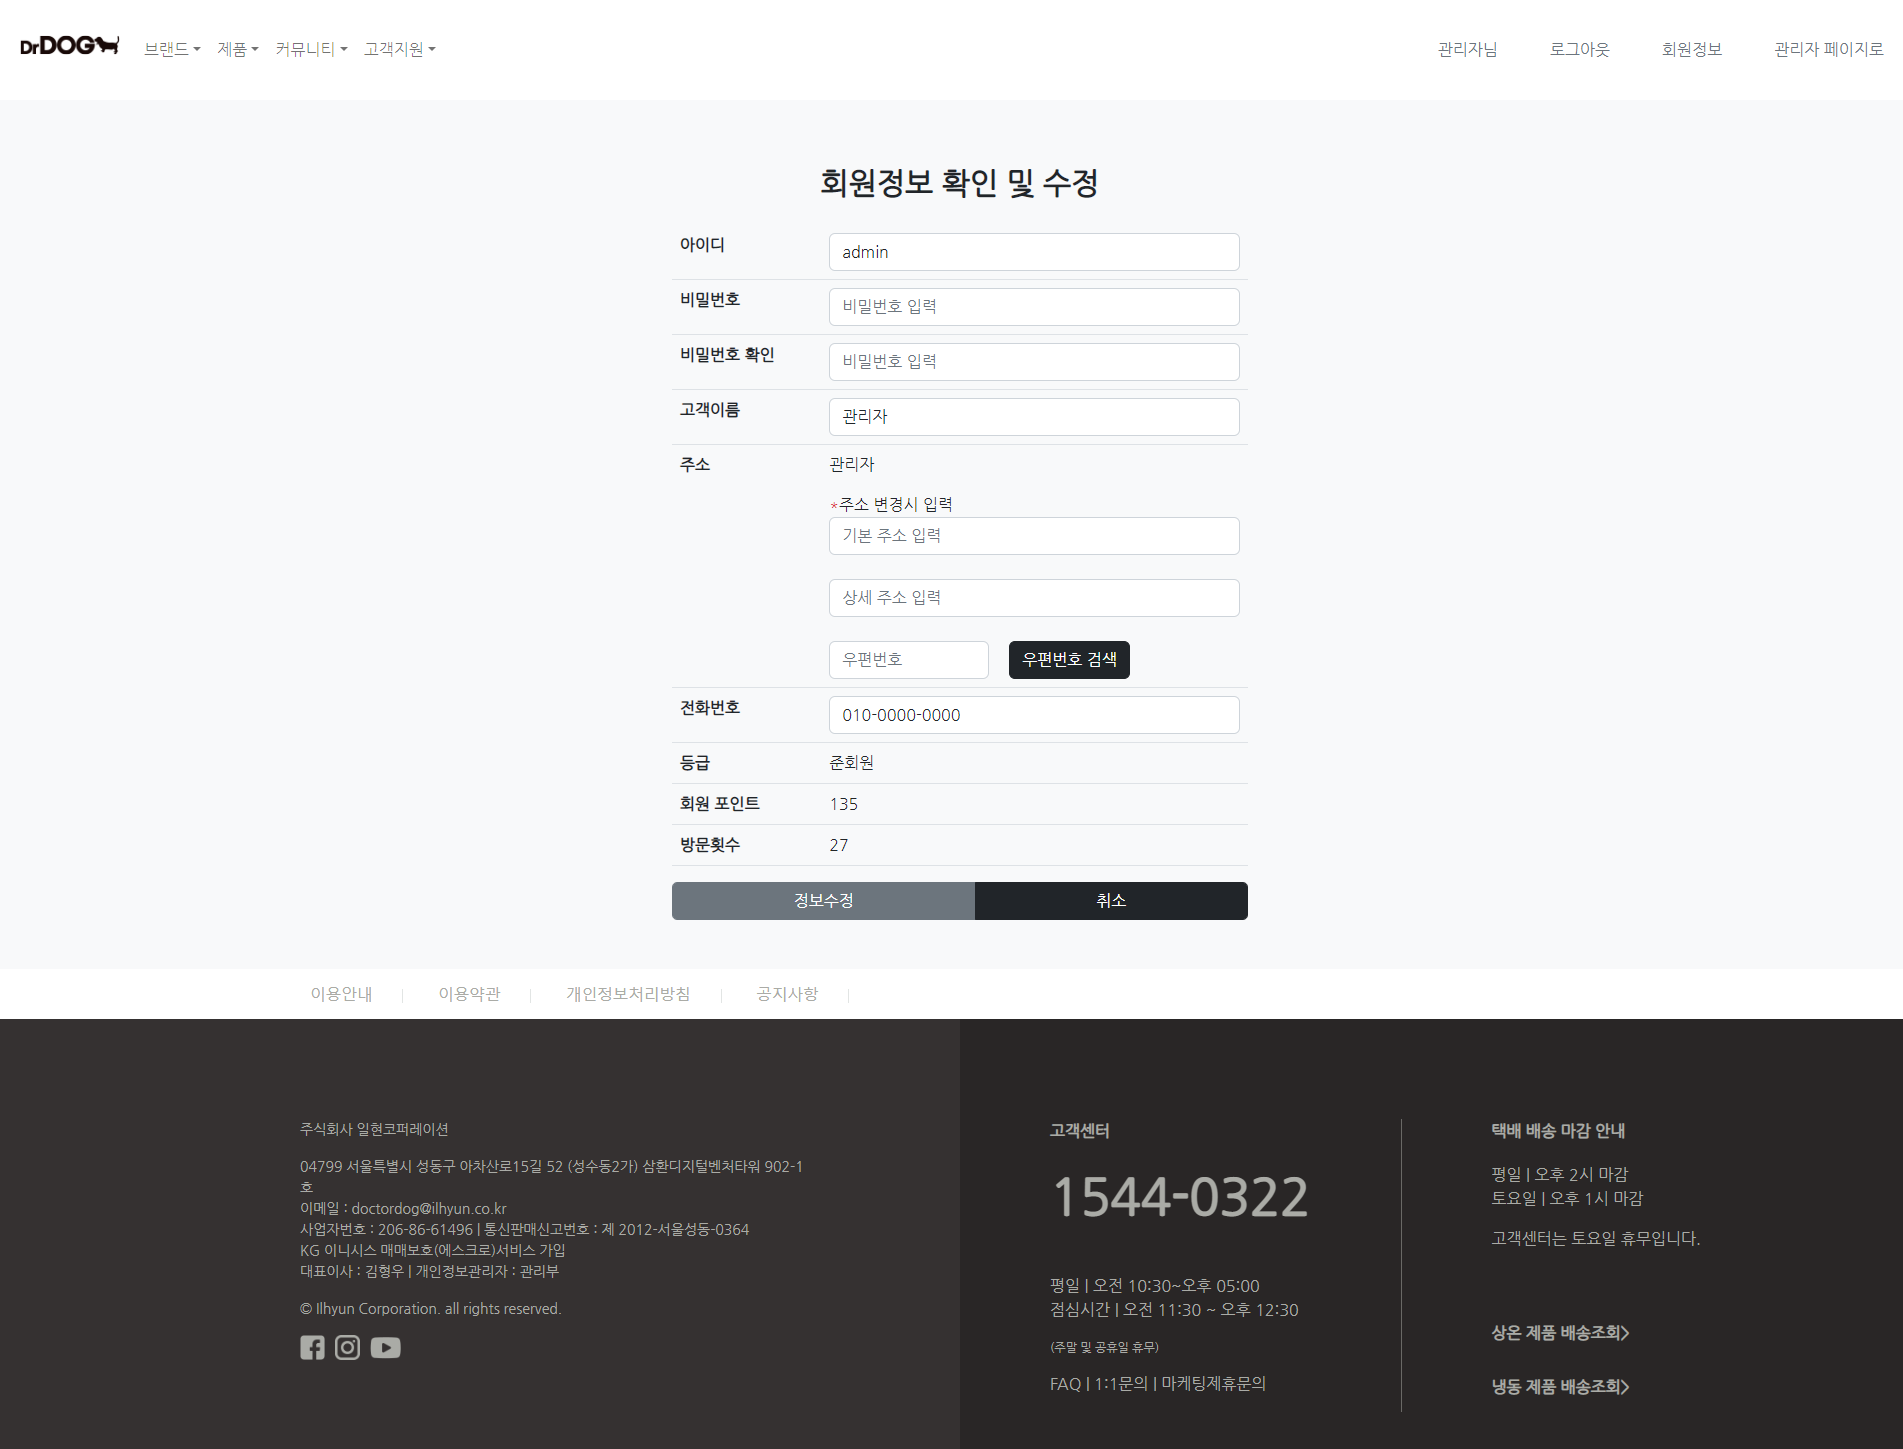 DrDOG
브랜드
제품
커뮤니티
고객지원
관리자님
로그아웃
회원정보
관리자 페이지로
회원정보 확인 및 수정
아이디
admin
비밀번호
비밀번호 입력
비밀번호 확인
비밀번호 입력
고객이름
관리자
주소
관리자
*주소 변경시 입력
기본 주소 입력
상세 주소 입력
우편번호
우편번호 검색
전화번호
010-0000-0000
등급
준회원
회원 포인트
135
방문횟수
27
정보수정
취소
이용안내
이용약관
개인정보처리방침
공지사항
주식회사 일현코퍼레이션
04799 서울특별시 성동구 아차산로15길 52 (성수동2가) 삼환디지털벤처타워 902-1
호
이메일 : doctordog@ilhyun.co.kr
사업자번호 : 206-86-61496 | 통신판매신고번호 : 제 2012-서울성동-0364
KG 이니시스 매매보호(에스크로)서비스 가입
대표이사 : 김형우 | 개인정보관리자 : 관리부
© Ilhyun Corporation. all rights reserved.
고객센터
1544-0322
평일 | 오전 10:30~오후 05:00
점심시간 | 오전 11:30 ~ 오후 12:30
(주말 및 공휴일 휴무)
FAQ | 1:1문의 | 마케팅제휴문의
택배 배송 마감 안내
평일 | 오후 2시 마감
토요일 | 오후 1시 마감
고객센터는 토요일 휴무입니다.
상온 제품 배송조회>
냉동 제품 배송조회>